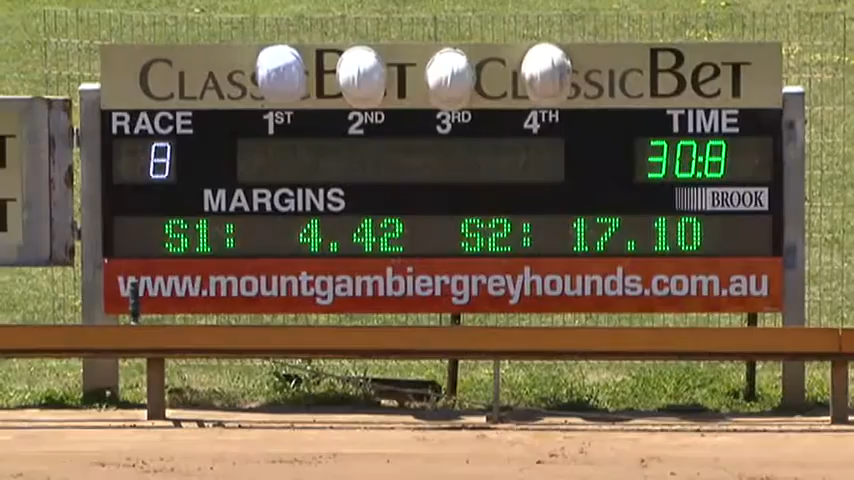 CLASSICBET CLASSICBET
RACE 1ST 2ND 3RD 4TH TIME
8 30:8
MARGINS BROOK
S1: 4.42 S2: 17.10
www.mountgambiergreyhounds.com.au